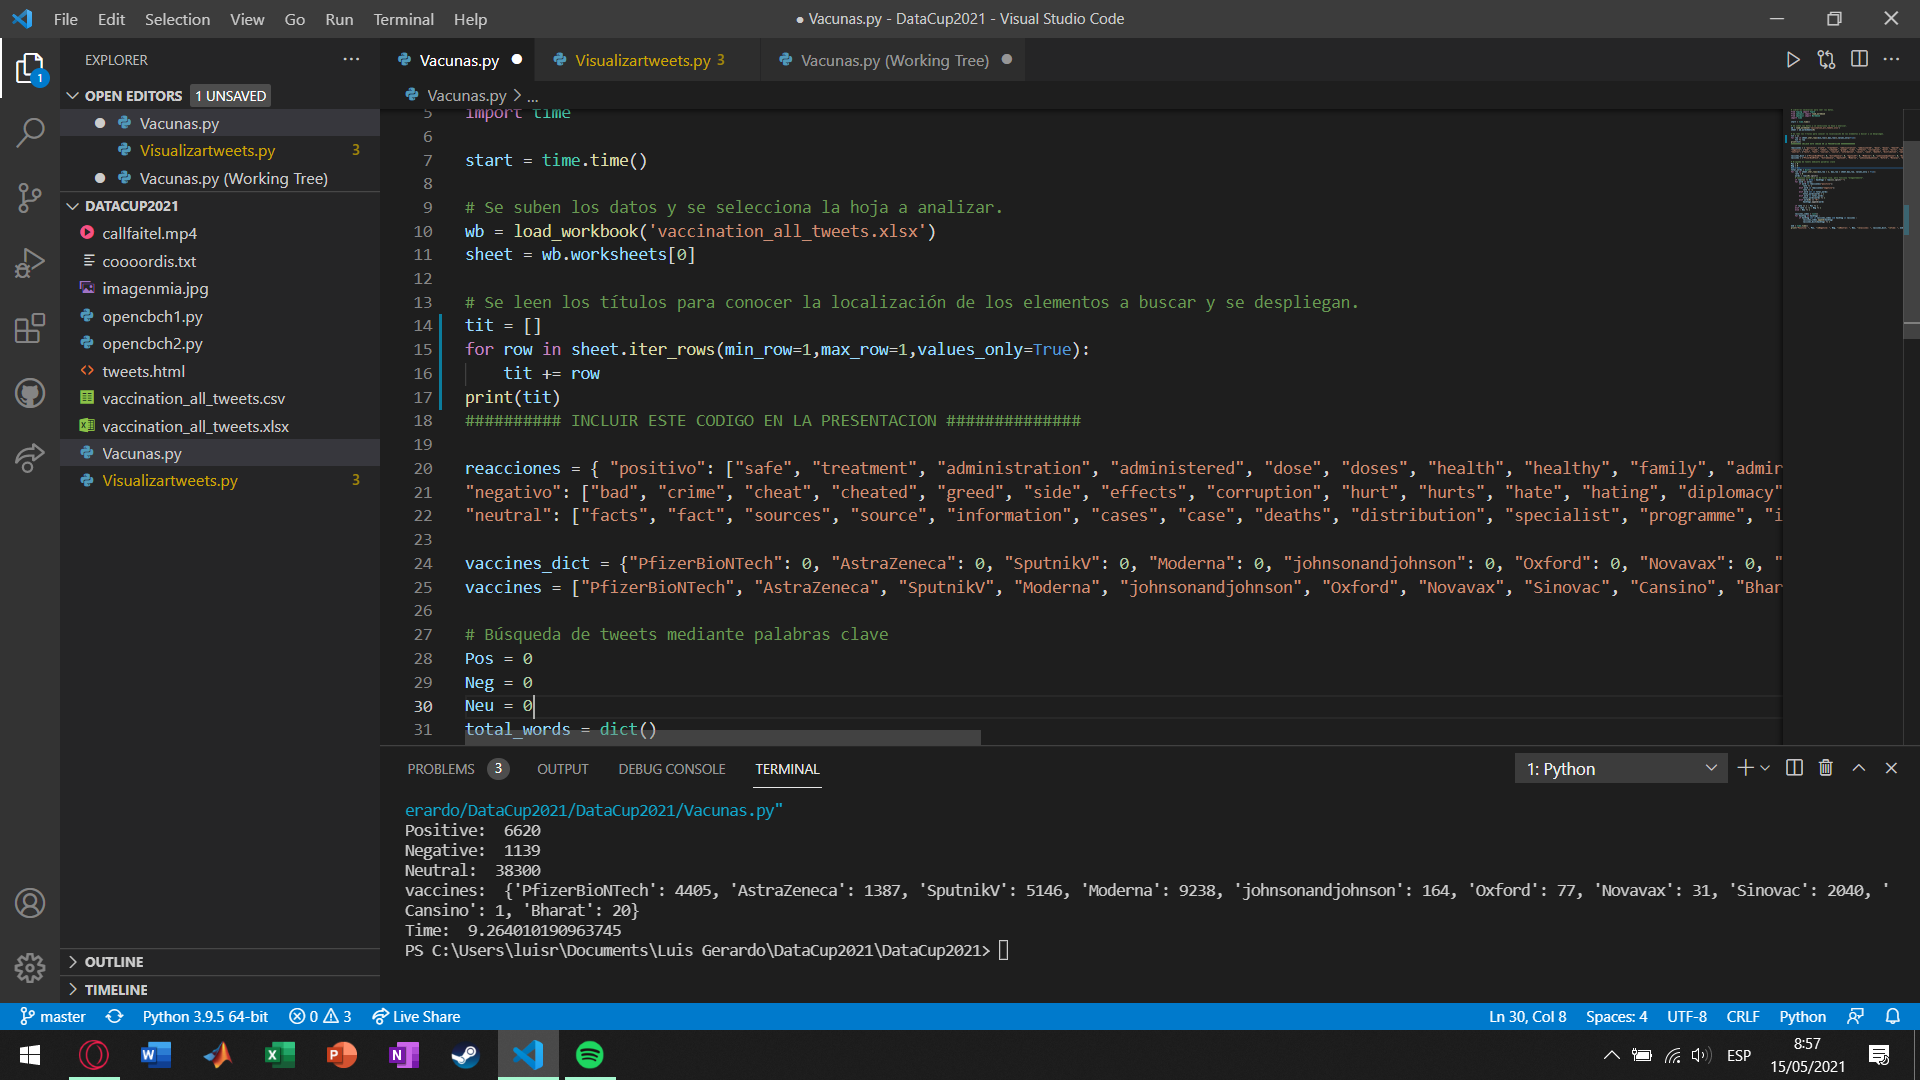 File Edit Selection View Go Run Terminal Help
● Vacunas.py - DataCup2021 - Visual Studio Code
EXPLORER
Vacunas.py
Visualizartweets.py 3
Vacunas.py (Working Tree)
OPEN EDITORS 1 UNSAVED
Vacunas.py > ...
Vacunas.py
Visualizartweets.py 3
Vacunas.py (Working Tree)
DATACUP2021
callfaitel.mp4
coooordis.txt
imagenmia.jpg
opencbch1.py
opencbch2.py
tweets.html
vaccination_all_tweets.csv
vaccination_all_tweets.xlsx
Vacunas.py
Visualizartweets.py 3
OUTLINE
TIMELINE
1
5 import time
6
7 start = time.time()
8
9 # Se suben los datos y se selecciona la hoja a analizar.
10 wb = load_workbook('vaccination_all_tweets.xlsx')
11 sheet = wb.worksheets[0]
12
13 # Se leen los títulos para conocer la localización de los elementos a buscar y se despliegan.
14 tit = []
15 for row in sheet.iter_rows(min_row=1,max_row=1,values_only=True):
16 tit += row
17 print(tit)
18 ########## INCLUIR ESTE CODIGO EN LA PRESENTACION ##############
19
20 reacciones = { "positivo": ["safe", "treatment", "administration", "administered", "dose", "doses", "health", "healthy", "family", "admir
21 "negativo": ["bad", "crime", "cheat", "cheated", "greed", "side", "effects", "corruption", "hurt", "hurts", "hate", "hating", "diplomacy"
22 "neutral": ["facts", "fact", "sources", "source", "information", "cases", "case", "deaths", "distribution", "specialist", "programme", "i
23
24 vaccines_dict = {"PfizerBioNTech": 0, "AstraZeneca": 0, "SputnikV": 0, "Moderna": 0, "johnsonandjohnson": 0, "Oxford": 0, "Novavax": 0, "
25 vaccines = ["PfizerBioNTech", "AstraZeneca", "SputnikV", "Moderna", "johnsonandjohnson", "Oxford", "Novavax", "Sinovac", "Cansino", "Bhar
26
27 # Búsqueda de tweets mediante palabras clave
28 Pos = 0
29 Neg = 0
30 Neu = 0
31 total_words = dict()
PROBLEMS 3 OUTPUT DEBUG CONSOLE TERMINAL
1: Python
erardo/DataCup2021/DataCup2021/Vacunas.py"
Positive:  6620
Negative:  1139
Neutral:  38300
vaccines:  {'PfizerBioNTech': 4405, 'AstraZeneca': 1387, 'SputnikV': 5146, 'Moderna': 9238, 'johnsonandjohnson': 164, 'Oxford': 77, 'Novavax': 31, 'Sinovac': 2040, '
Cansino': 1, 'Bharat': 20}
Time:  9.264010190963745
PS C:\Users\luisr\Documents\Luis Gerardo\DataCup2021\DataCup2021>
master Python 3.9.5 64-bit 0 3 Live Share
Ln 30, Col 8 Spaces: 4 UTF-8 CRLF Python
ESP
8:57
15/05/2021